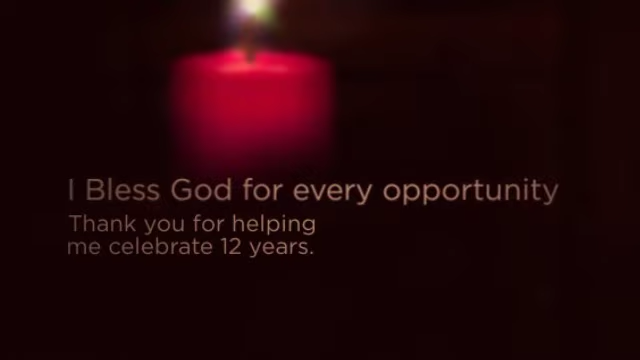 I Bless God for every opportunity
Thank you for helping
me celebrate 12 years.